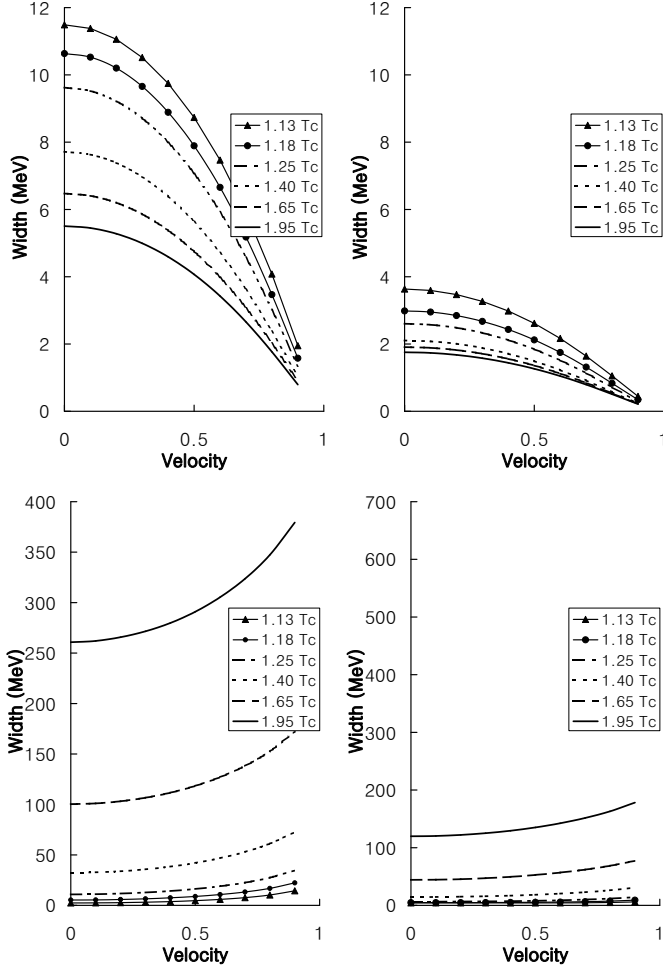 12
10
8
6
4
2
0
Width (MeV)
1.13 Tc
1.18 Tc
1.25 Tc
1.40 Tc
1.65 Tc
1.95 Tc
0
0.5
1
Velocity
12
10
8
6
4
2
0
Width (MeV)
1.13 Tc
1.18 Tc
1.25 Tc
1.40 Tc
1.65 Tc
1.95 Tc
0
0.5
1
Velocity
400
350
300
250
200
150
100
50
0
Width (MeV)
1.13 Tc
1.18 Tc
1.25 Tc
1.40 Tc
1.65 Tc
1.95 Tc
0
0.5
1
Velocity
700
600
500
400
300
200
100
0
Width (MeV)
1.13 Tc
1.18 Tc
1.25 Tc
1.40 Tc
1.65 Tc
1.95 Tc
0
0.5
1
Velocity